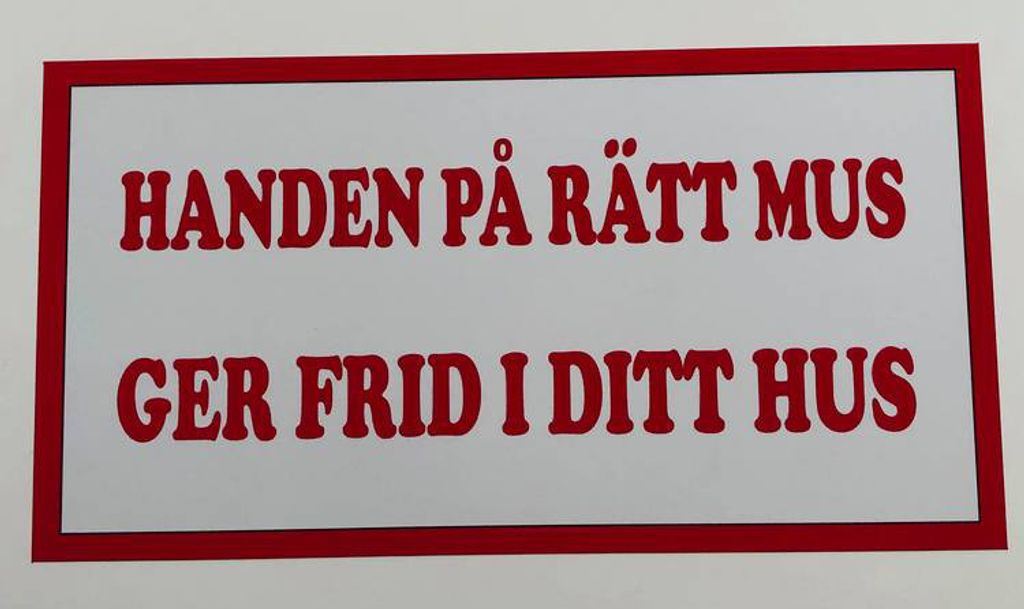 HANDEN PÅ RÄTT MUS
GER FRID I DITT HUS